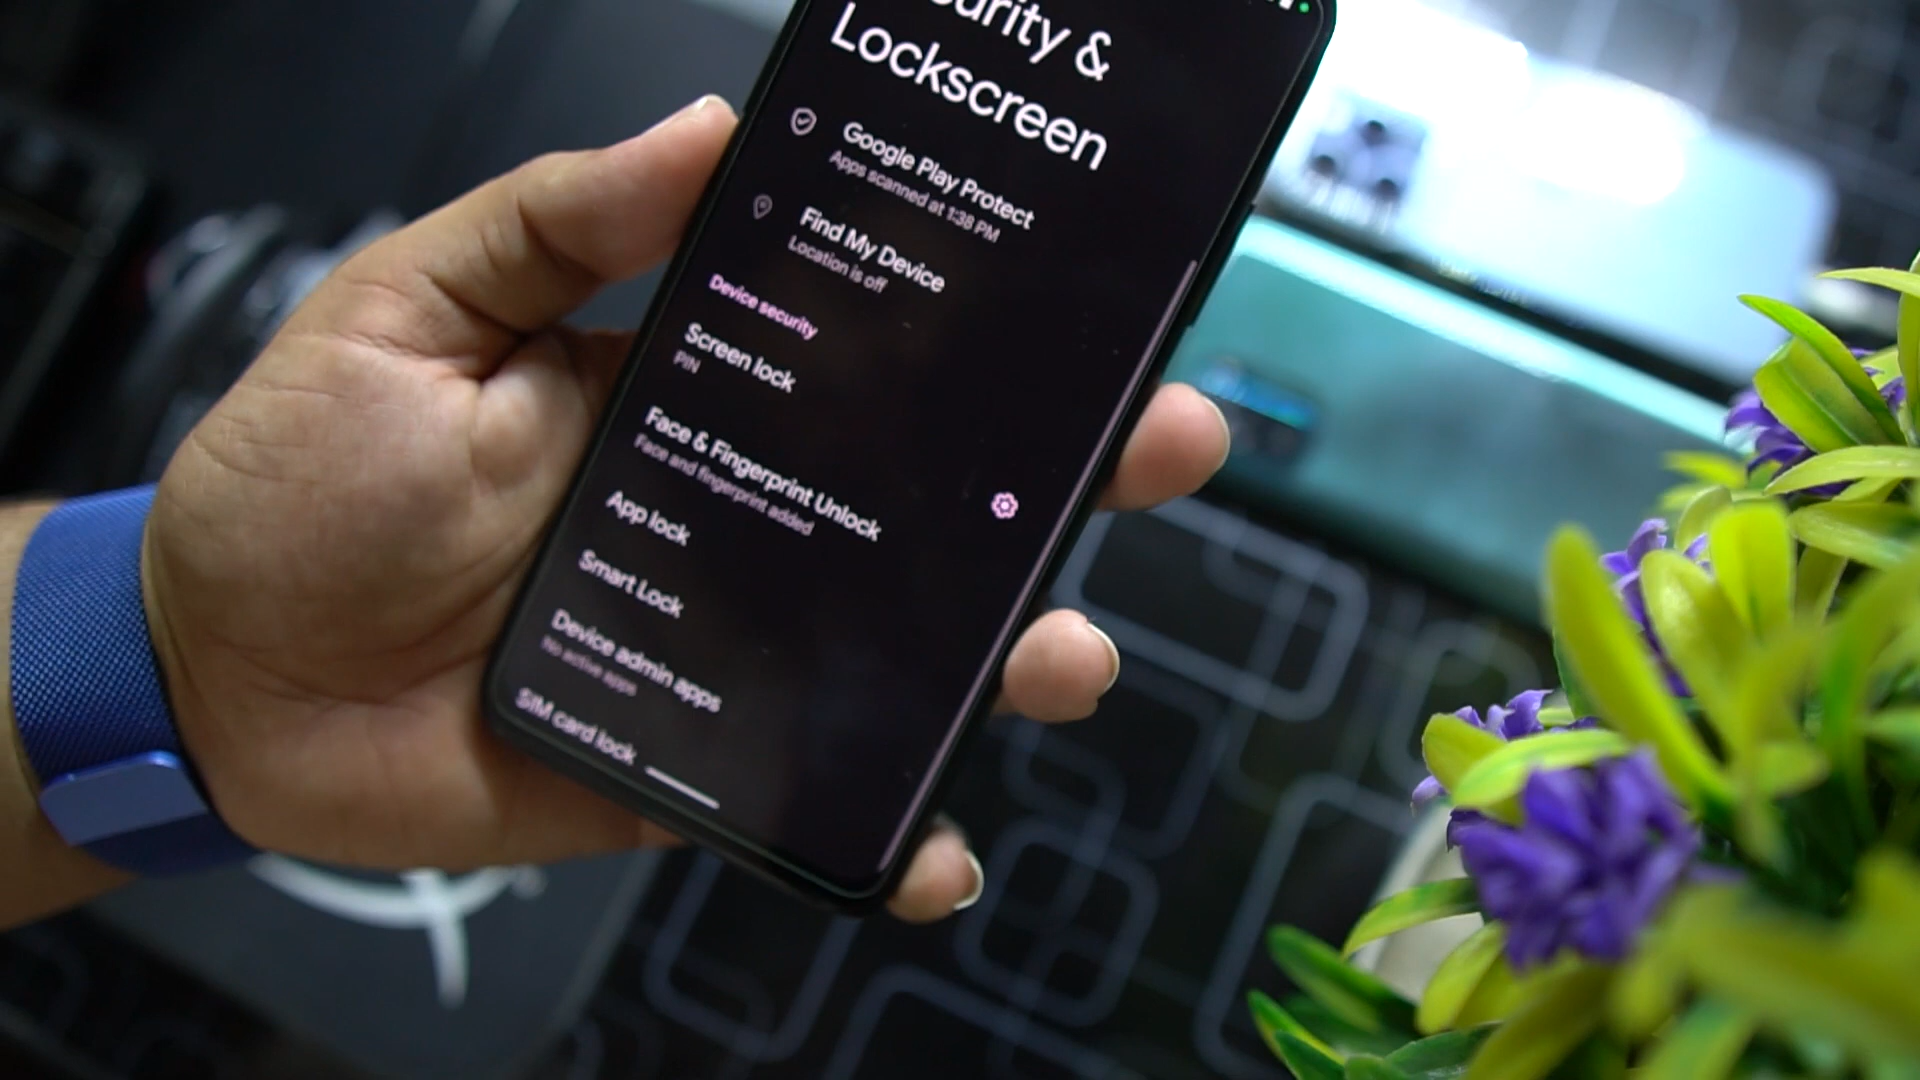 urity &
Lockscreen
Google Play Protect
Apps scanned at 1:38 PM
Find My Device
Location is off
Device security
Screen lock
PIN
Face & Fingerprint Unlock
Face and fingerprint added
App lock
Smart Lock
Device admin apps
No active apps
SIM card lock